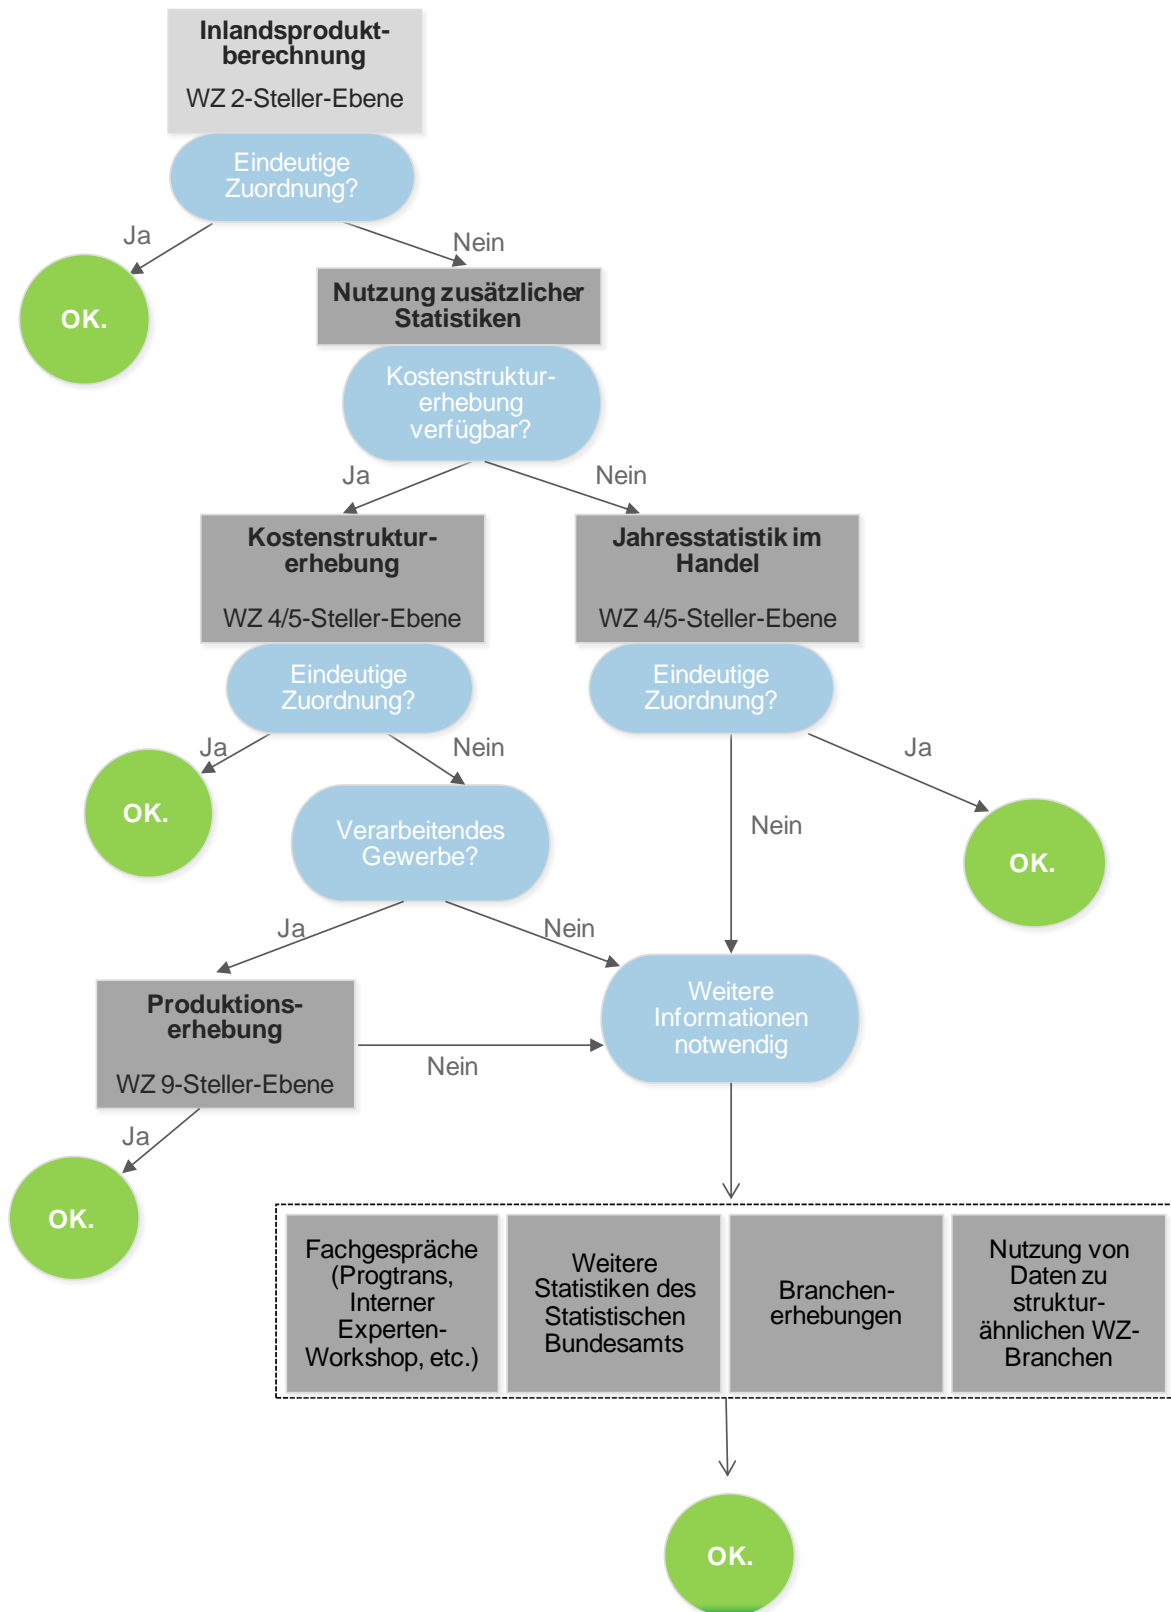 Inlandsprodukt-
berechnung
WZ 2-Steller-Ebene
Eindeutige
Zuordnung?
Ja
Nein
OK.
Nutzung zusätzlicher
Statistiken
Kostenstruktur-
erhebung
verfügbar?
Ja
Nein
Kostenstruktur-
erhebung
WZ 4/5-Steller-Ebene
Jahresstatistik im
Handel
WZ 4/5-Steller-Ebene
Eindeutige
Zuordnung?
Eindeutige
Zuordnung?
Ja
Nein
Ja
OK.
Verarbeitendes
Gewerbe?
Nein
OK.
Ja
Nein
Produktions-
erhebung
WZ 9-Steller-Ebene
Weitere
Informationen
notwendig
Nein
Ja
OK.
Fachgespräche
(Progtrans,
Interner
Experten-
Workshop, etc.)
Weitere
Statistiken des
Statistischen
Bundesamts
Branchen-
erhebungen
Nutzung von
Daten zu
struktur-
ähnlichen WZ-
Branchen
OK.